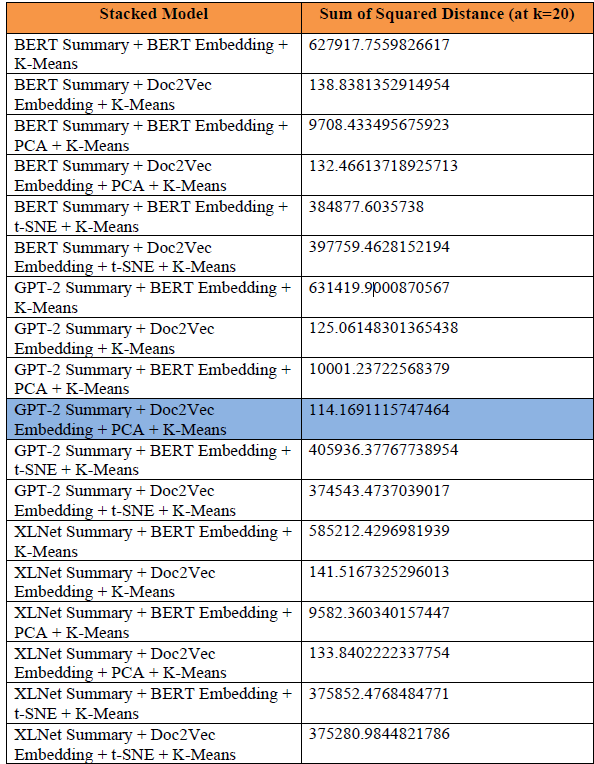 Stacked Model
Sum of Squared Distance (at k=20)
BERT Summary + BERT Embedding +
K-Means
627917.7559826617
BERT Summary + Doc2Vec
Embedding + K-Means
138.8381352914954
BERT Summary + BERT Embedding +
PCA + K-Means
9708.433495675923
BERT Summary + Doc2Vec
Embedding + PCA + K-Means
132.46613718925713
BERT Summary + BERT Embedding +
t-SNE + K-Means
384877.6035738
BERT Summary + Doc2Vec
Embedding + t-SNE + K-Means
397759.4628152194
GPT-2 Summary + BERT Embedding +
K-Means
631419.9000870567
GPT-2 Summary + Doc2Vec
Embedding + K-Means
125.06148301365438
GPT-2 Summary + BERT Embedding +
PCA + K-Means
10001.23722568379
GPT-2 Summary + Doc2Vec
Embedding + PCA + K-Means
114.1691115747464
GPT-2 Summary + BERT Embedding +
t-SNE + K-Means
405936.37767738954
GPT-2 Summary + Doc2Vec
Embedding + t-SNE + K-Means
374543.4737039017
XLNet Summary + BERT Embedding +
K-Means
585212.4296981939
XLNet Summary + Doc2Vec
Embedding + K-Means
141.5167325296013
XLNet Summary + BERT Embedding +
PCA + K-Means
9582.360340157447
XLNet Summary + Doc2Vec
Embedding + PCA + K-Means
133.8402222337754
XLNet Summary + BERT Embedding +
t-SNE + K-Means
375852.4768484771
XLNet Summary + Doc2Vec
Embedding + t-SNE + K-Means
375280.9844821786